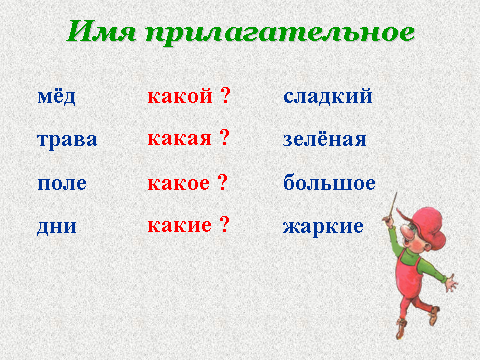 Имя прилагательное
мёд какой ? сладкий
трава какая ? зелёная
поле какое ? большое
дни какие ? жаркие